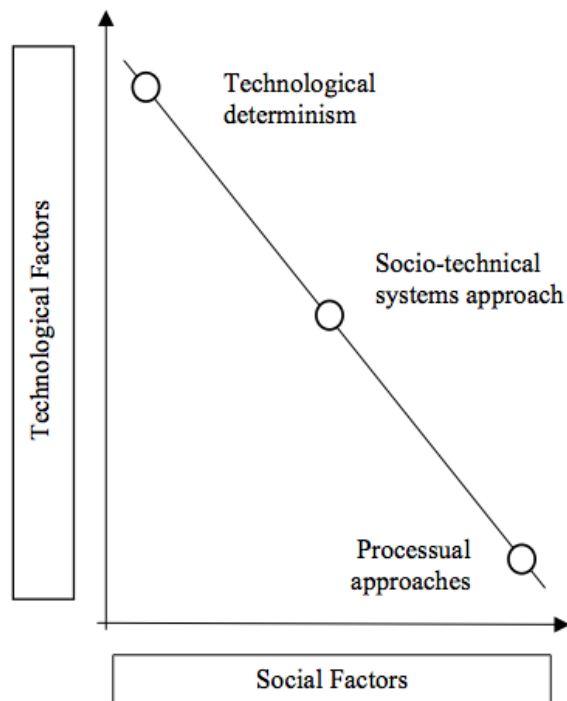 Technological
determinism
Socio-technical
systems approach
Technological Factors
Processual
approaches
Social Factors